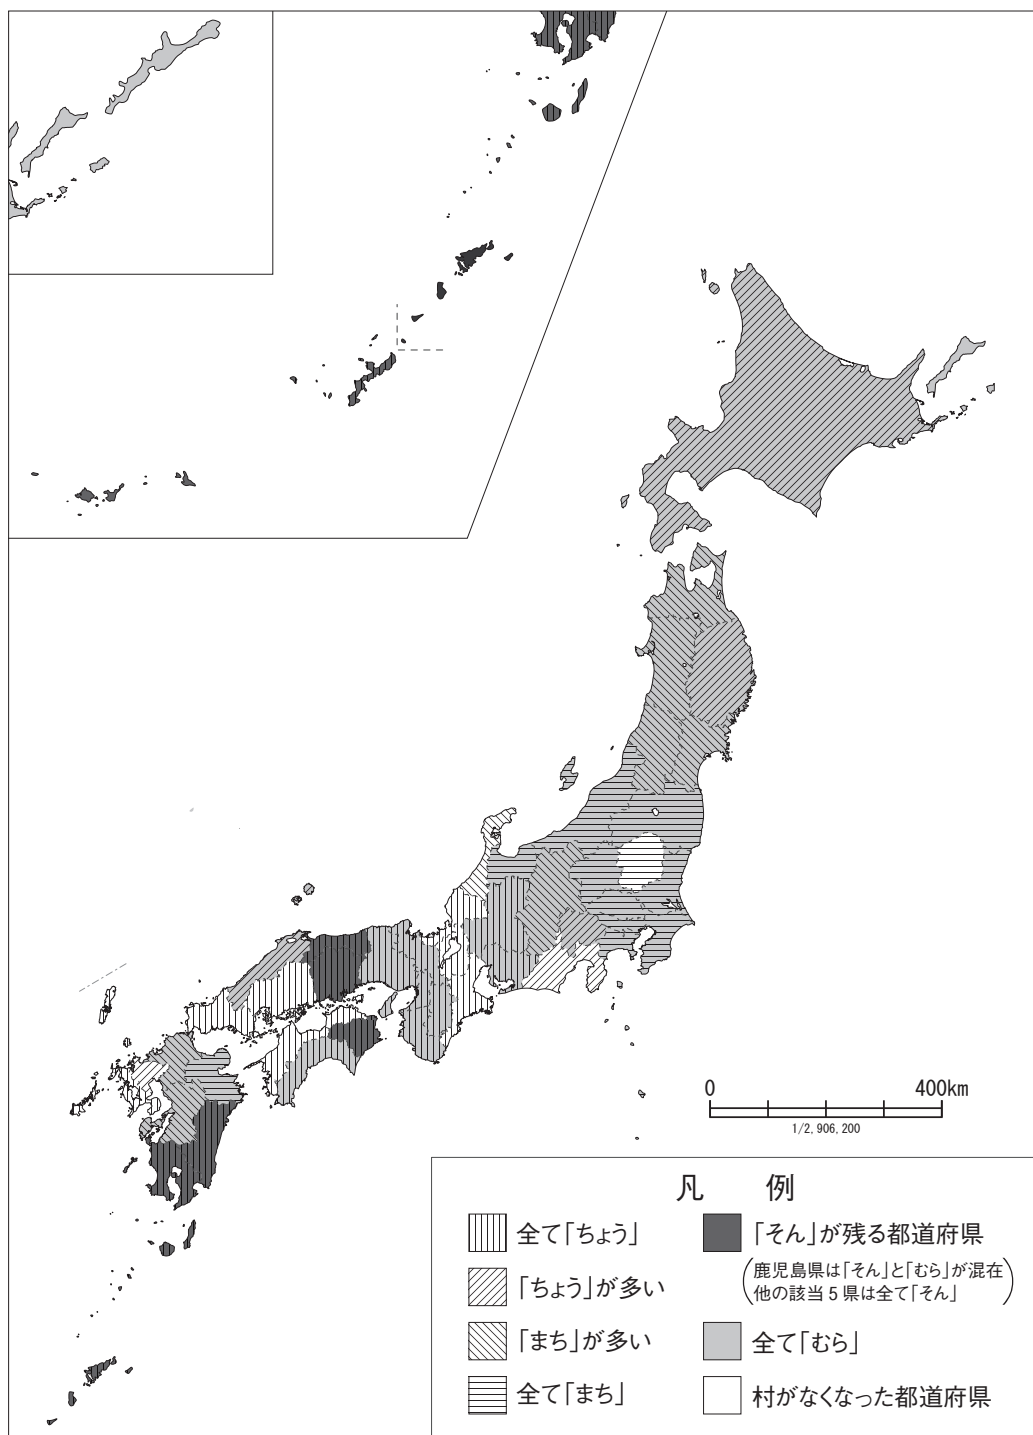 0 400km
1/2,906,200
凡 例
全て「ちょう」
「ちょう」が多い
「まち」が多い
全て「まち」
「そん」が残る都道府県
(鹿児島県は「そん」と「むら」が混在
他の該当5県は全て「そん」)
全て「むら」
村がなくなった都道府県